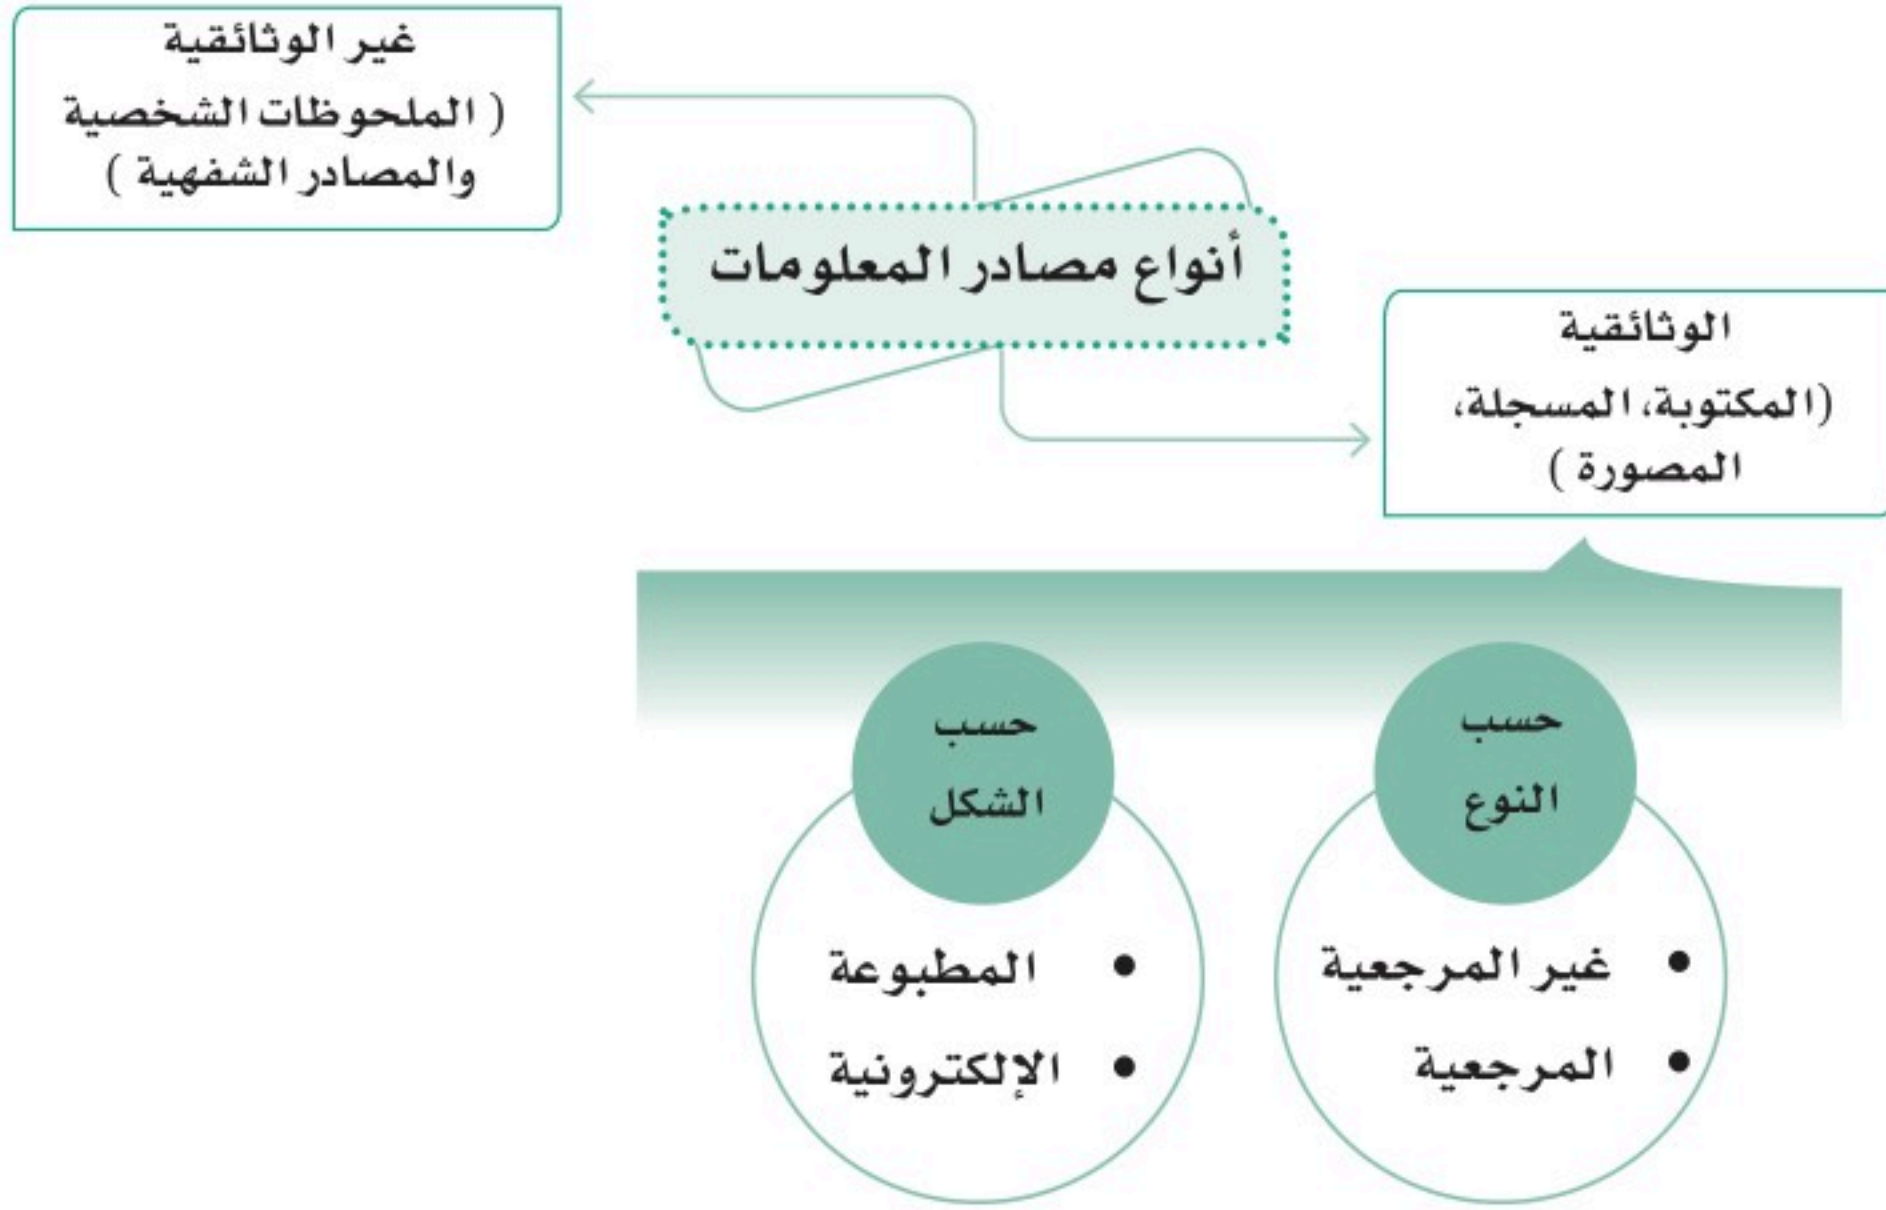 أنواع مصادر المعلومات
غير الوثائقية
( الملحوظات الشخصية
والمصادر الشفهية )
الوثائقية
(المكتوبة، المسجلة،
المصورة )
حسب
النوع
• غير المرجعية
• المرجعية
حسب
الشكل
• المطبوعة
• الإلكترونية